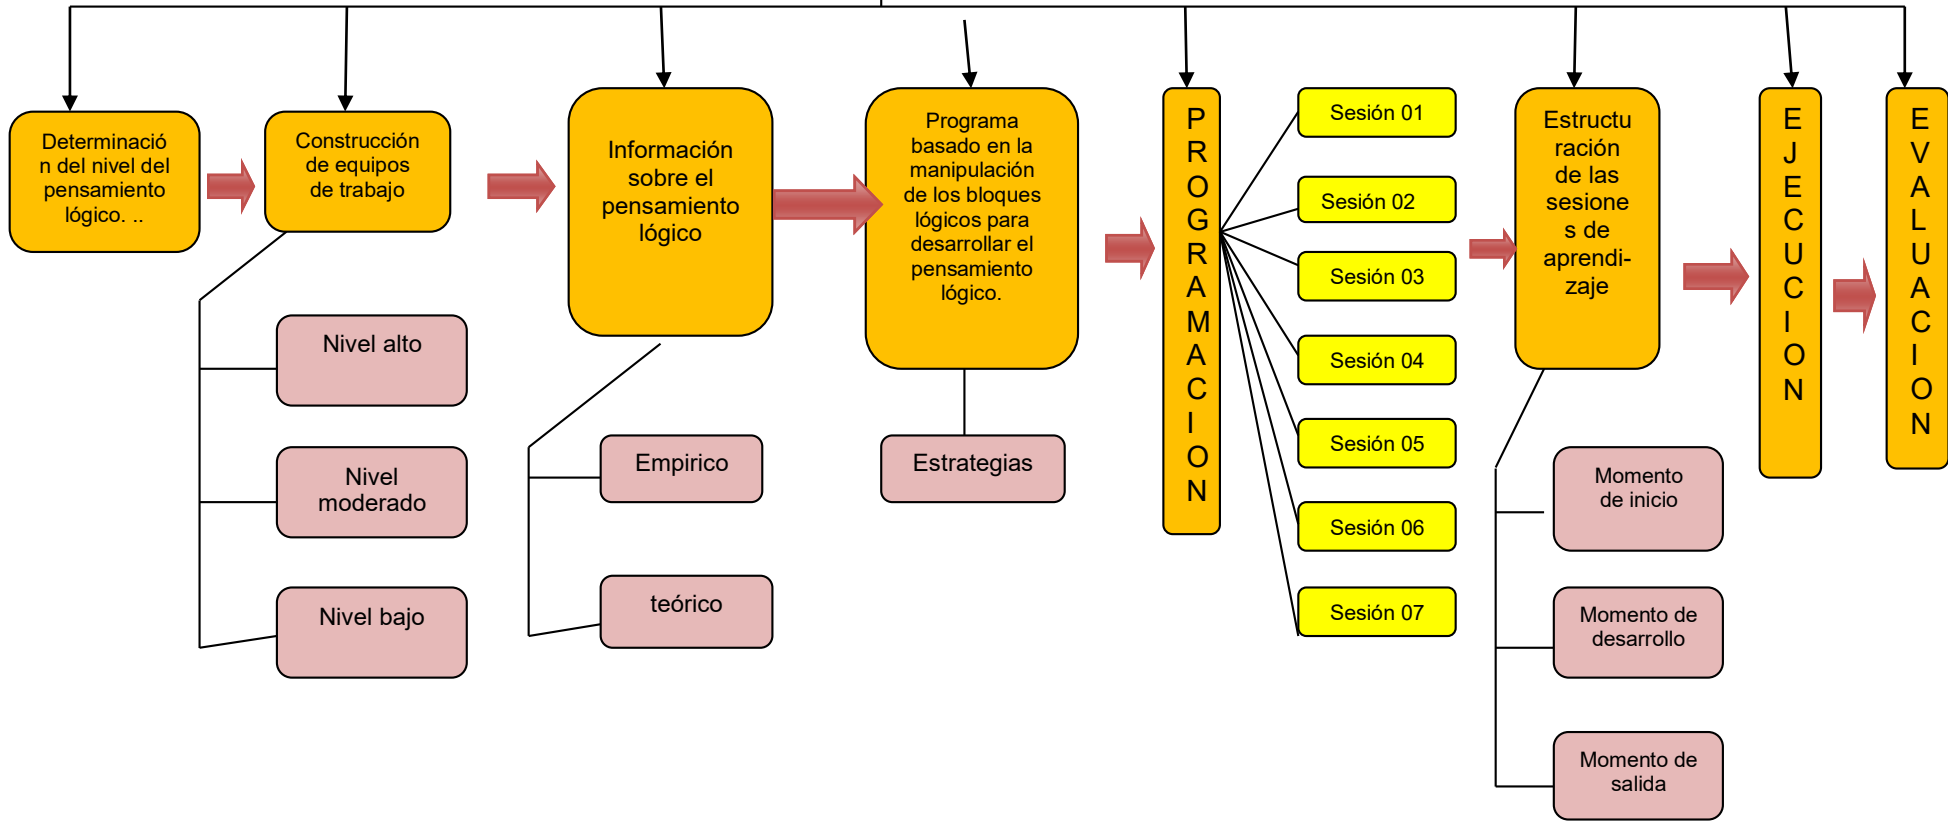 Determinació
n del nivel del
pensamiento
lógico. ..
Construcción
de equipos
de trabajo
Nivel alto
Nivel
moderado
Nivel bajo
Información
sobre el
pensamiento
lógico
Empirico
teórico
Programa
basado en la
manipulación
de los bloques
lógicos para
desarrollar el
pensamiento
lógico.
Estrategias
P
R
O
G
R
A
M
A
C
I
O
N
Sesión 01
Sesión 02
Sesión 03
Sesión 04
Sesión 05
Sesión 06
Sesión 07
Estructu
ración
de las
sesione
s de
aprendi-
zaje
Momento
de inicio
Momento de
desarrollo
Momento de
salida
E
J
E
C
U
C
I
O
N
E
V
A
L
U
A
C
I
O
N